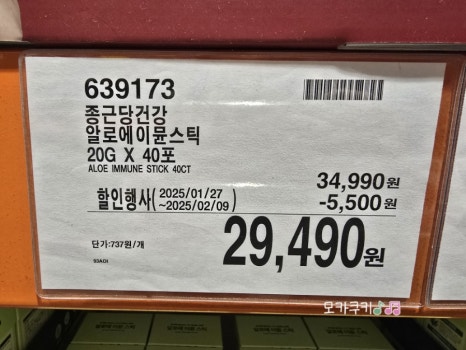 639173
종근당건강
알로에이뮨스틱
20G X 40포
ALOE IMMUNE STICK 40CT
34,990원
할인행사(2025/01/27
~2025/02/09)
-5,500원
29,490원
단가:737원/개
93AOI
모카쿠키